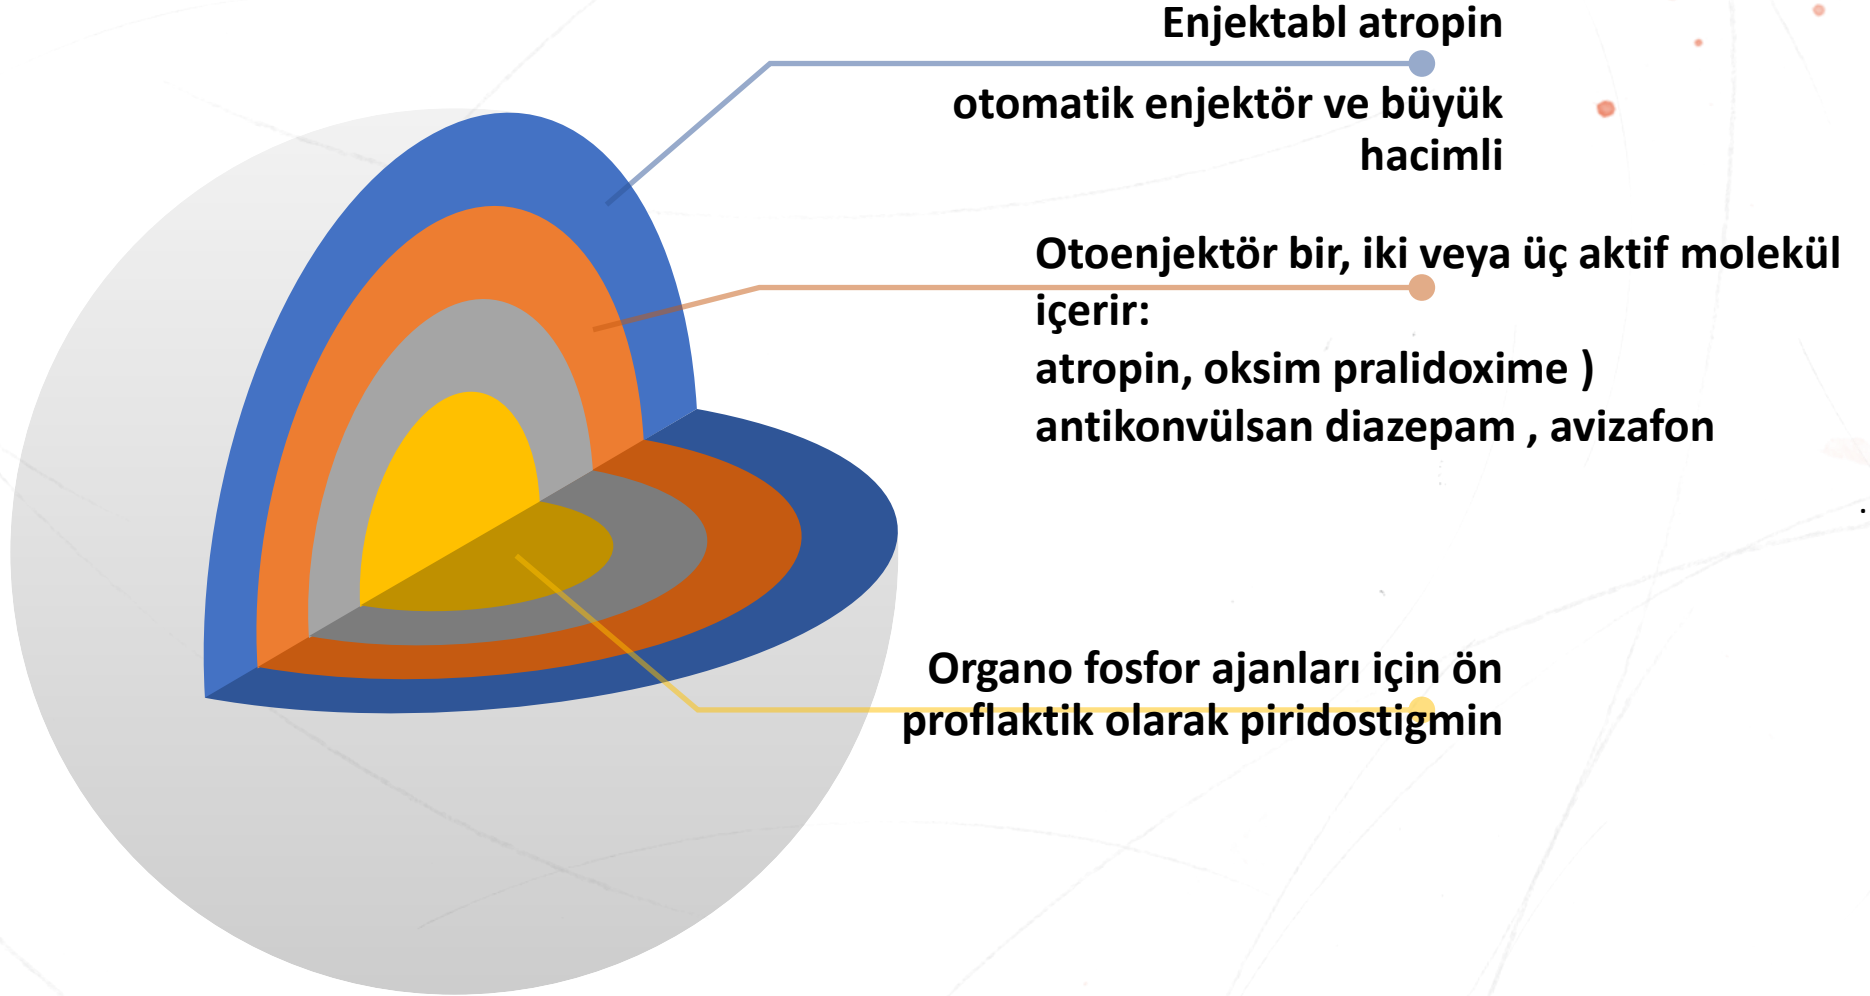 Enjektabl atropin
otomatik enjektör ve büyük
hacimli
Otoenjektör bir, iki veya üç aktif molekül
içerir:
atropin, oksim pralidoxime )
antikonvülsan diazepam , avizafon
.
Organo fosfor ajanları için ön
proflaktik olarak piridostigmin